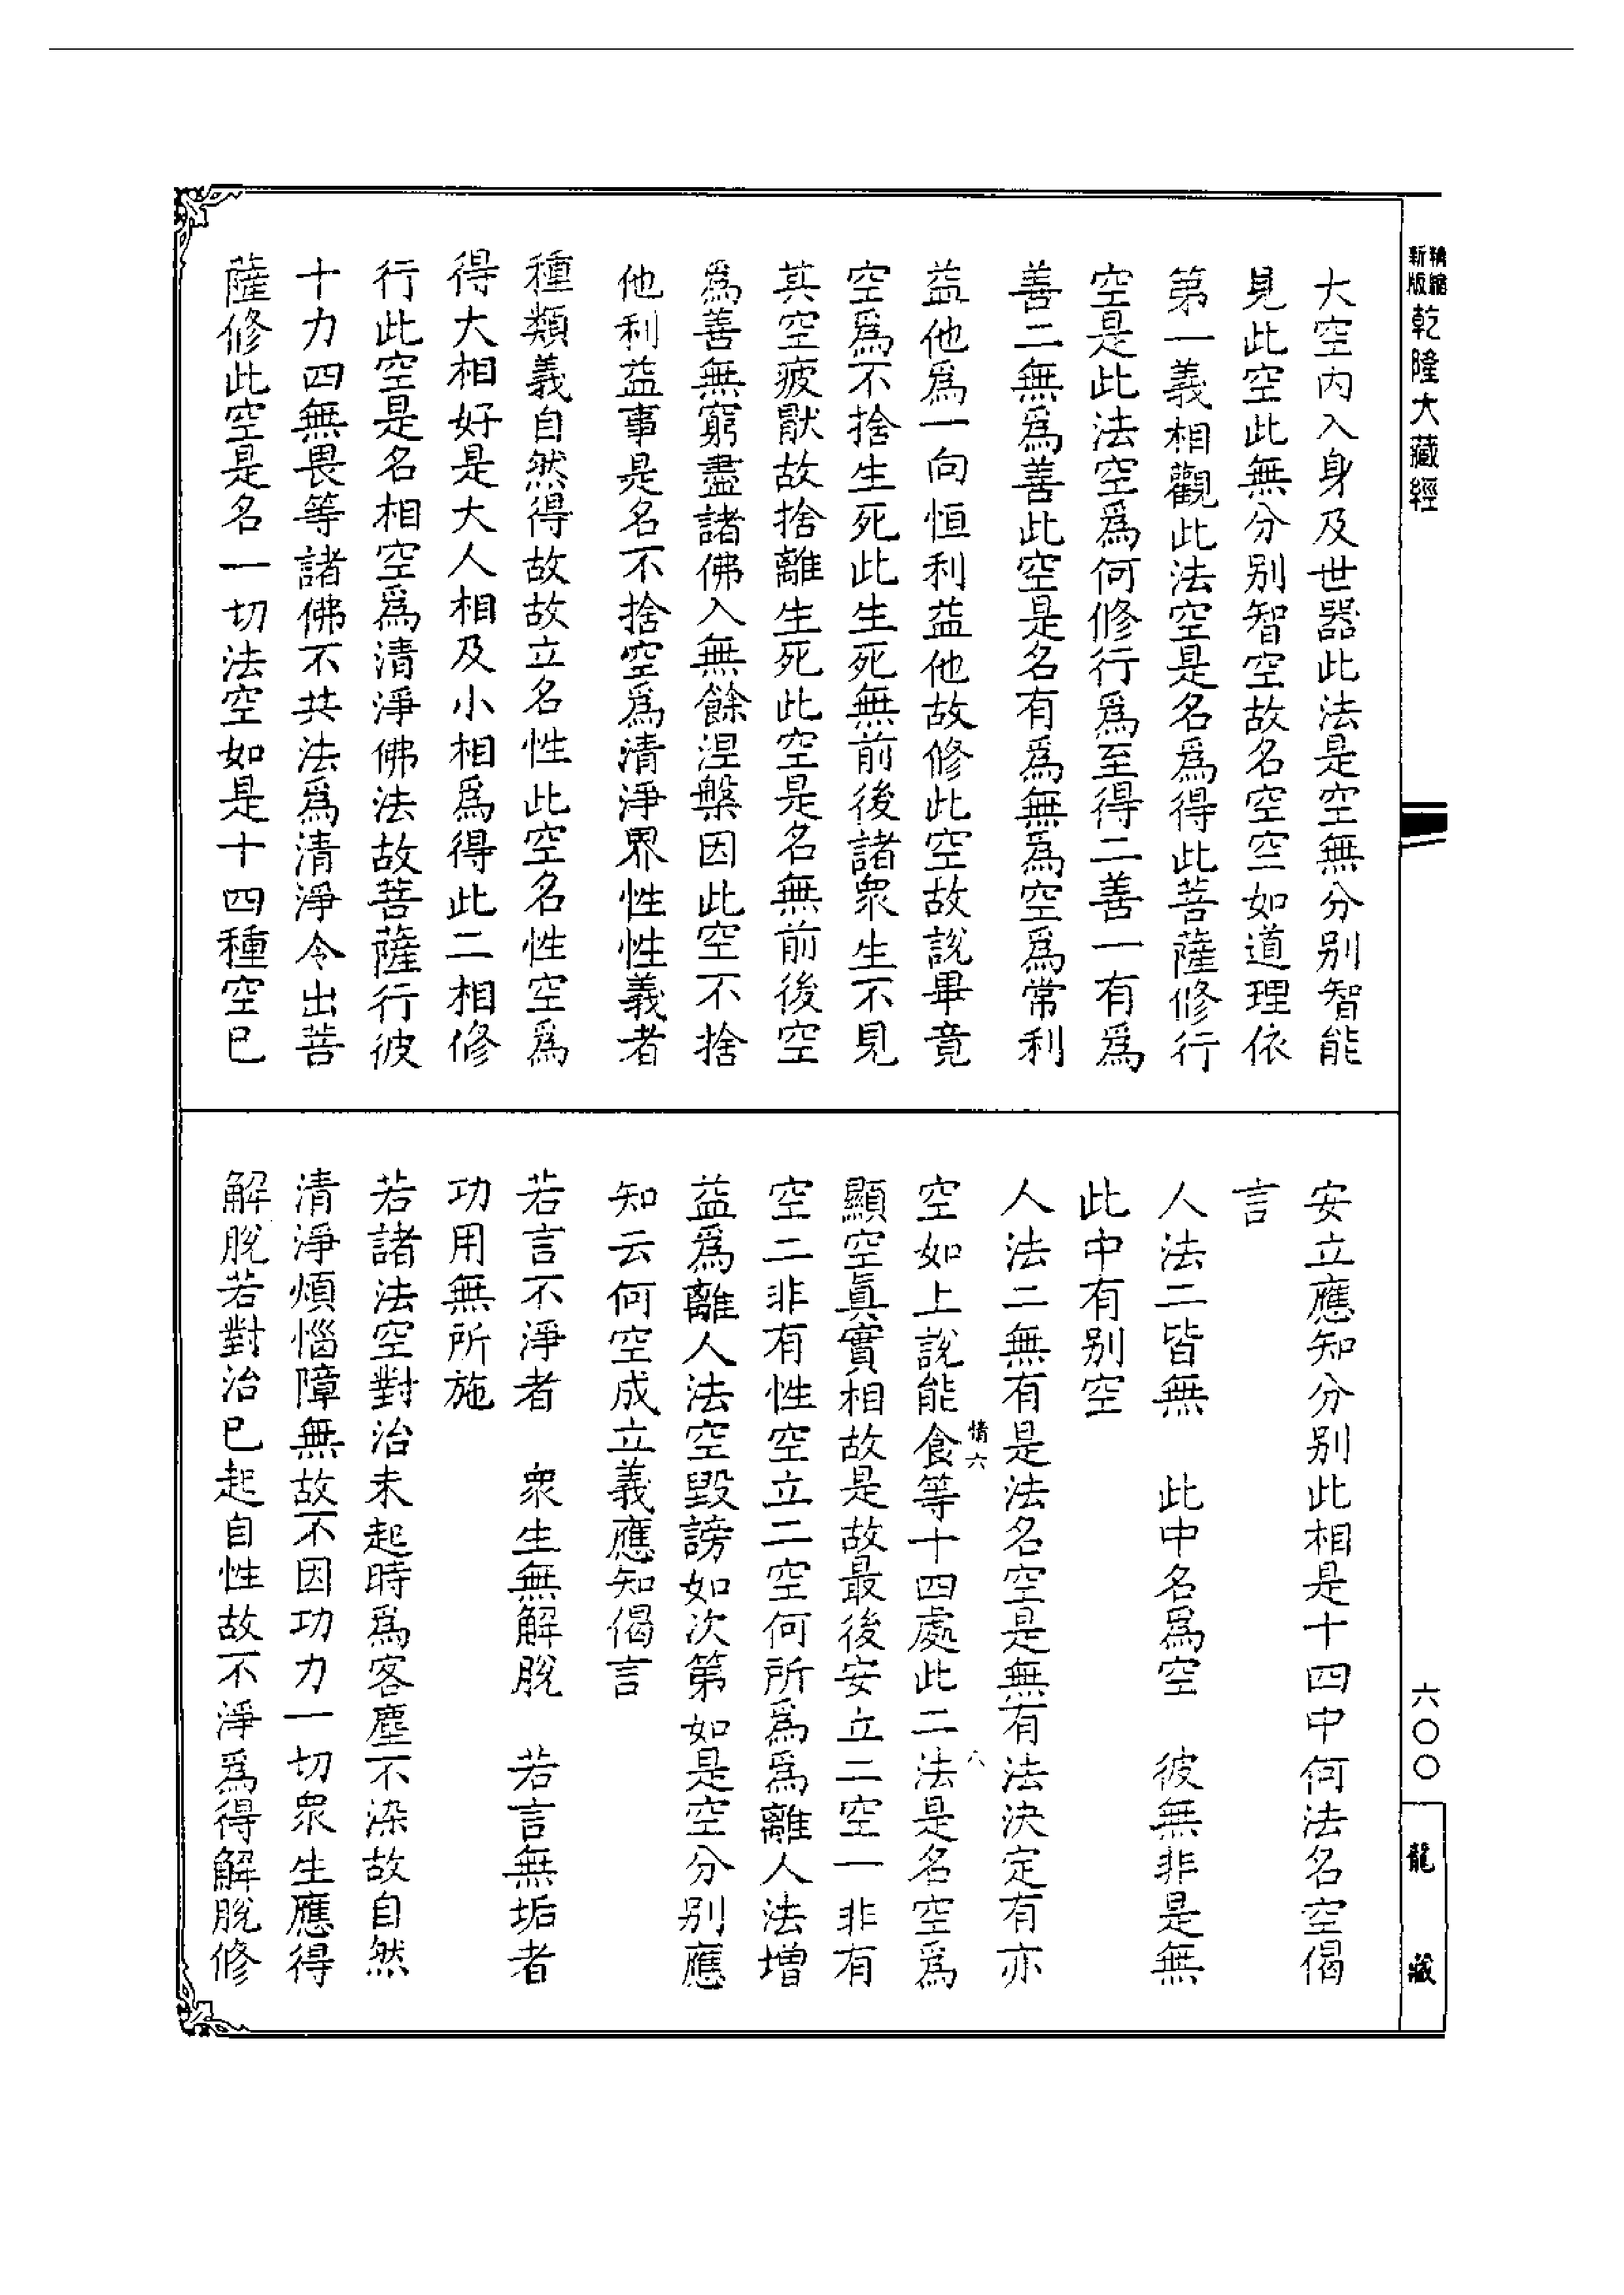 新版精縮乾隆大藏經
大空內入身及世器此法是空無分别智能
見此空此無分别智空故名空空如道理依
第一義相觀此法空是名爲得此菩薩修行
空是此法空爲何修行爲至得二善一有爲
善二無爲善此空是名有爲無爲空爲常利
益他爲一向恒利益他故修此空故說畢竟
空爲不捨生死此生死無前後諸衆生不見
其空疲猒故捨離生死此空是名無前後空
爲善無窮盡諸佛入無餘涅槃因此空不捨
他利益事是名不捨空爲清淨界性性義者
種類義自然得故故立名性此空名性空爲
得大相好是大人相及小相爲得此二相修
行此空是名相空爲清淨佛法故菩薩行彼
十力四無畏等諸佛不共法爲清淨令出菩
薩修此空是名一切法空如是十四種空已
安立應知分别此相是十四中何法名空偈
言
人法二皆無　此中名爲空　彼無非是無
此中有别空
人法二無有是法名空是無有法決定有亦
空如上說能食等十四處此二法是名空爲
情六
八
顯空眞實相故是故最後安立二空一非有
空二非有性空立二空何所爲爲離人法增
益爲離人法空毀謗如次第如是空分别應
知云何空成立義應知偈言
若言不淨者　衆生無解脫　若言無垢者
功用無所施
若諸法空對治未起時爲客塵不染故自然
清淨煩惱障無故不因功力一切衆生應得
解脫若對治已起自性故不淨爲得解脫修
六〇〇
龍藏